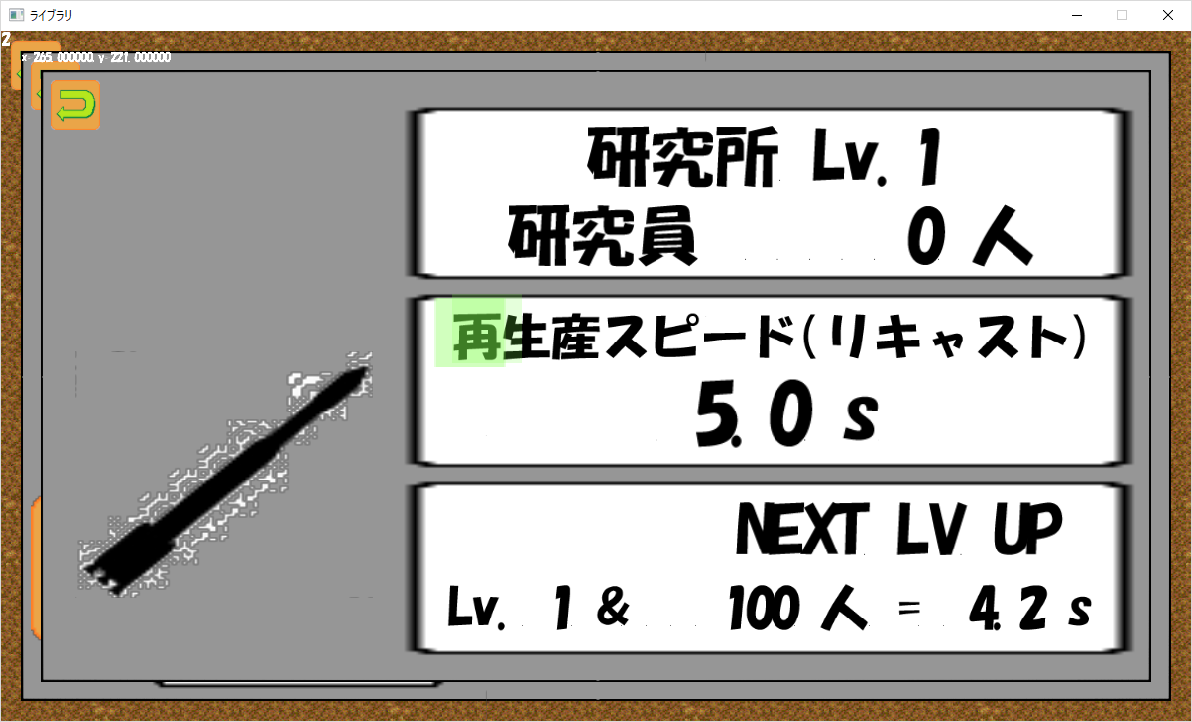 ライブラリ
2
x- 265. 000000. y- 221. 000000
研究所 Lv. 1
研究員 0 人
再生産スピード(リキャスト)
5. 0 s
NEXT LV UP
Lv. 1 & 100 人 = 4. 2 s